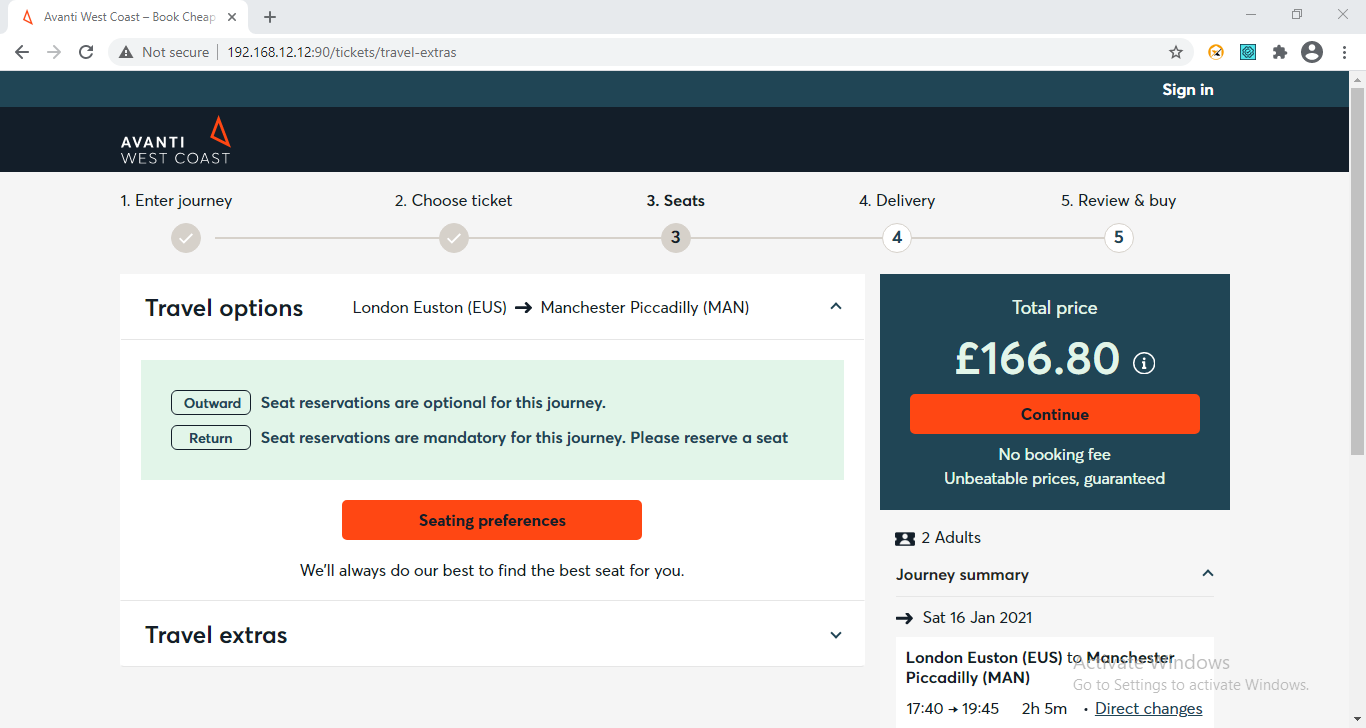 Avanti West Coast – Book Cheap
Not secure
192.168.12.12:90/tickets/travel-extras
Sign in
AVANTI
WEST COAST
1. Enter journey
2. Choose ticket
3. Seats
4. Delivery
5. Review & buy
3
4
5
Travel options
London Euston (EUS) → Manchester Piccadilly (MAN)
Outward Seat reservations are optional for this journey.
Return Seat reservations are mandatory for this journey. Please reserve a seat
Seating preferences
We'll always do our best to find the best seat for you.
Travel extras
Total price
£166.80
Continue
No booking fee
Unbeatable prices, guaranteed
2 Adults
Journey summary
→ Sat 16 Jan 2021
London Euston (EUS) to Manchester
Piccadilly (MAN)
17:40 → 19:45 2h 5m • Direct changes
Activate Windows
Go to Settings to activate Windows.